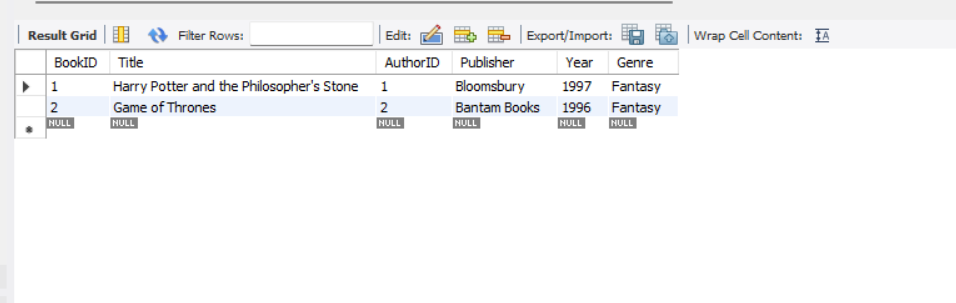 Result Grid Filter Rows: Edit: Export/Import: Wrap Cell Content: IA
BookID Title AuthorID Publisher Year Genre
1 Harry Potter and the Philosopher's Stone 1 Bloomsbury 1997 Fantasy
2 Game of Thrones 2 Bantam Books 1996 Fantasy
NULL NULL NULL NULL NULL NULL